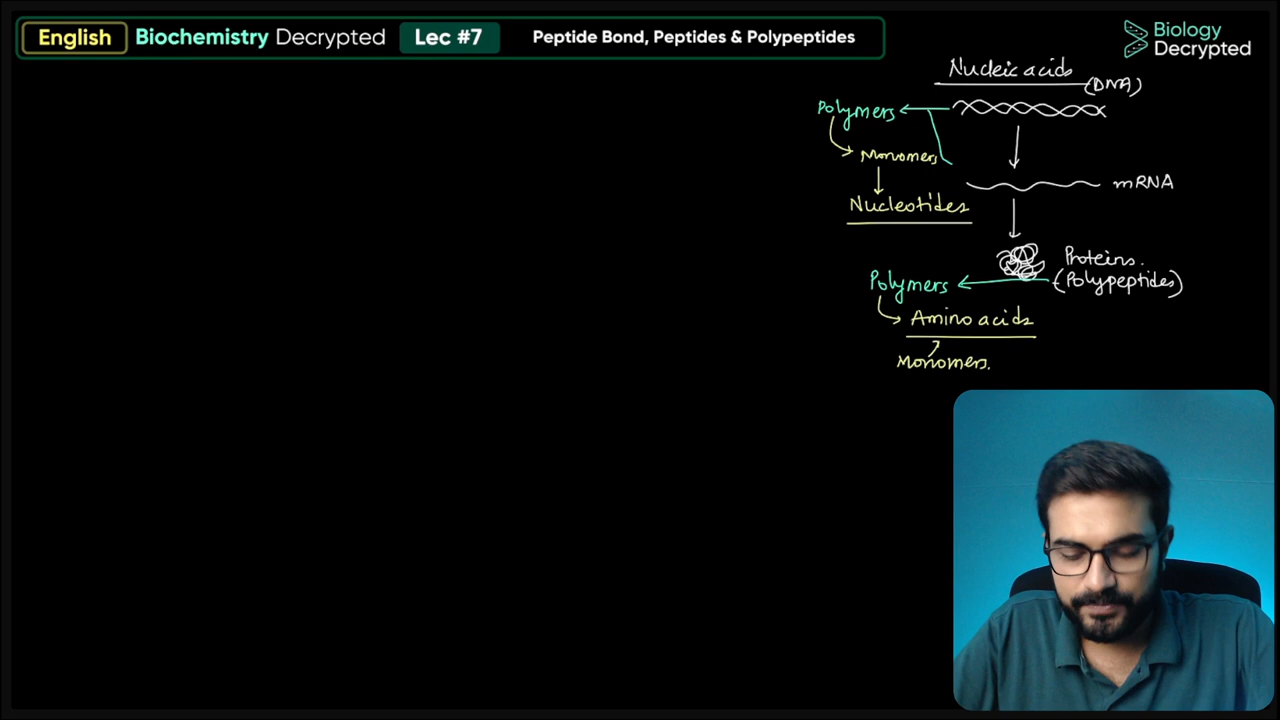 English Biochemistry Decrypted Lec #7 Peptide Bond, Peptides & Polypeptides
Biology
Decrypted
Nucleic acids
(DNA)
Polymers
Monomers
Nucleotides
mRNA
Proteins.
(Polypeptides)
Polymers
Amino acids
Monomers.